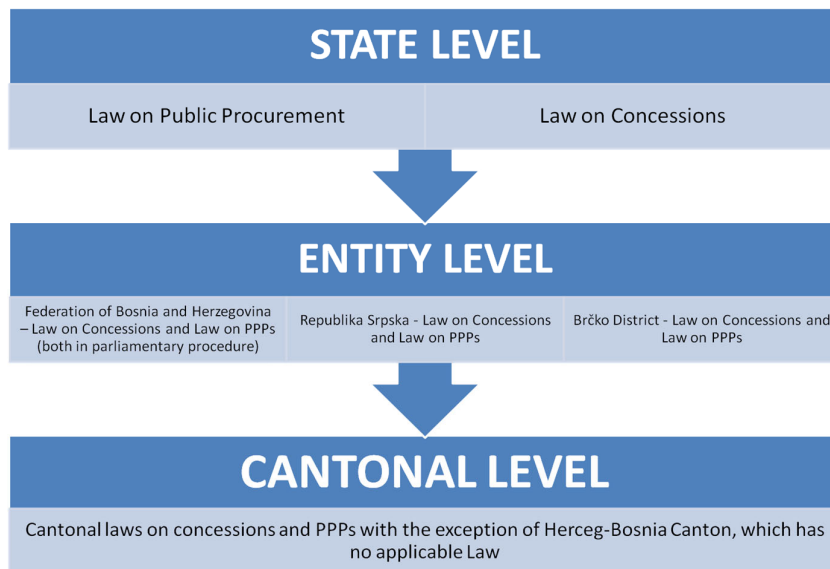 STATE LEVEL
Law on Public Procurement
Law on Concessions
ENTITY LEVEL
Federation of Bosnia and Herzegovina
– Law on Concessions and Law on PPPs
(both in parliamentary procedure)
Republika Srpska - Law on Concessions
and Law on PPPs
Brčko District - Law on Concessions and
Law on PPPs
CANTONAL LEVEL
Cantonal laws on concessions and PPPs with the exception of Herceg-Bosnia Canton, which has
no applicable Law